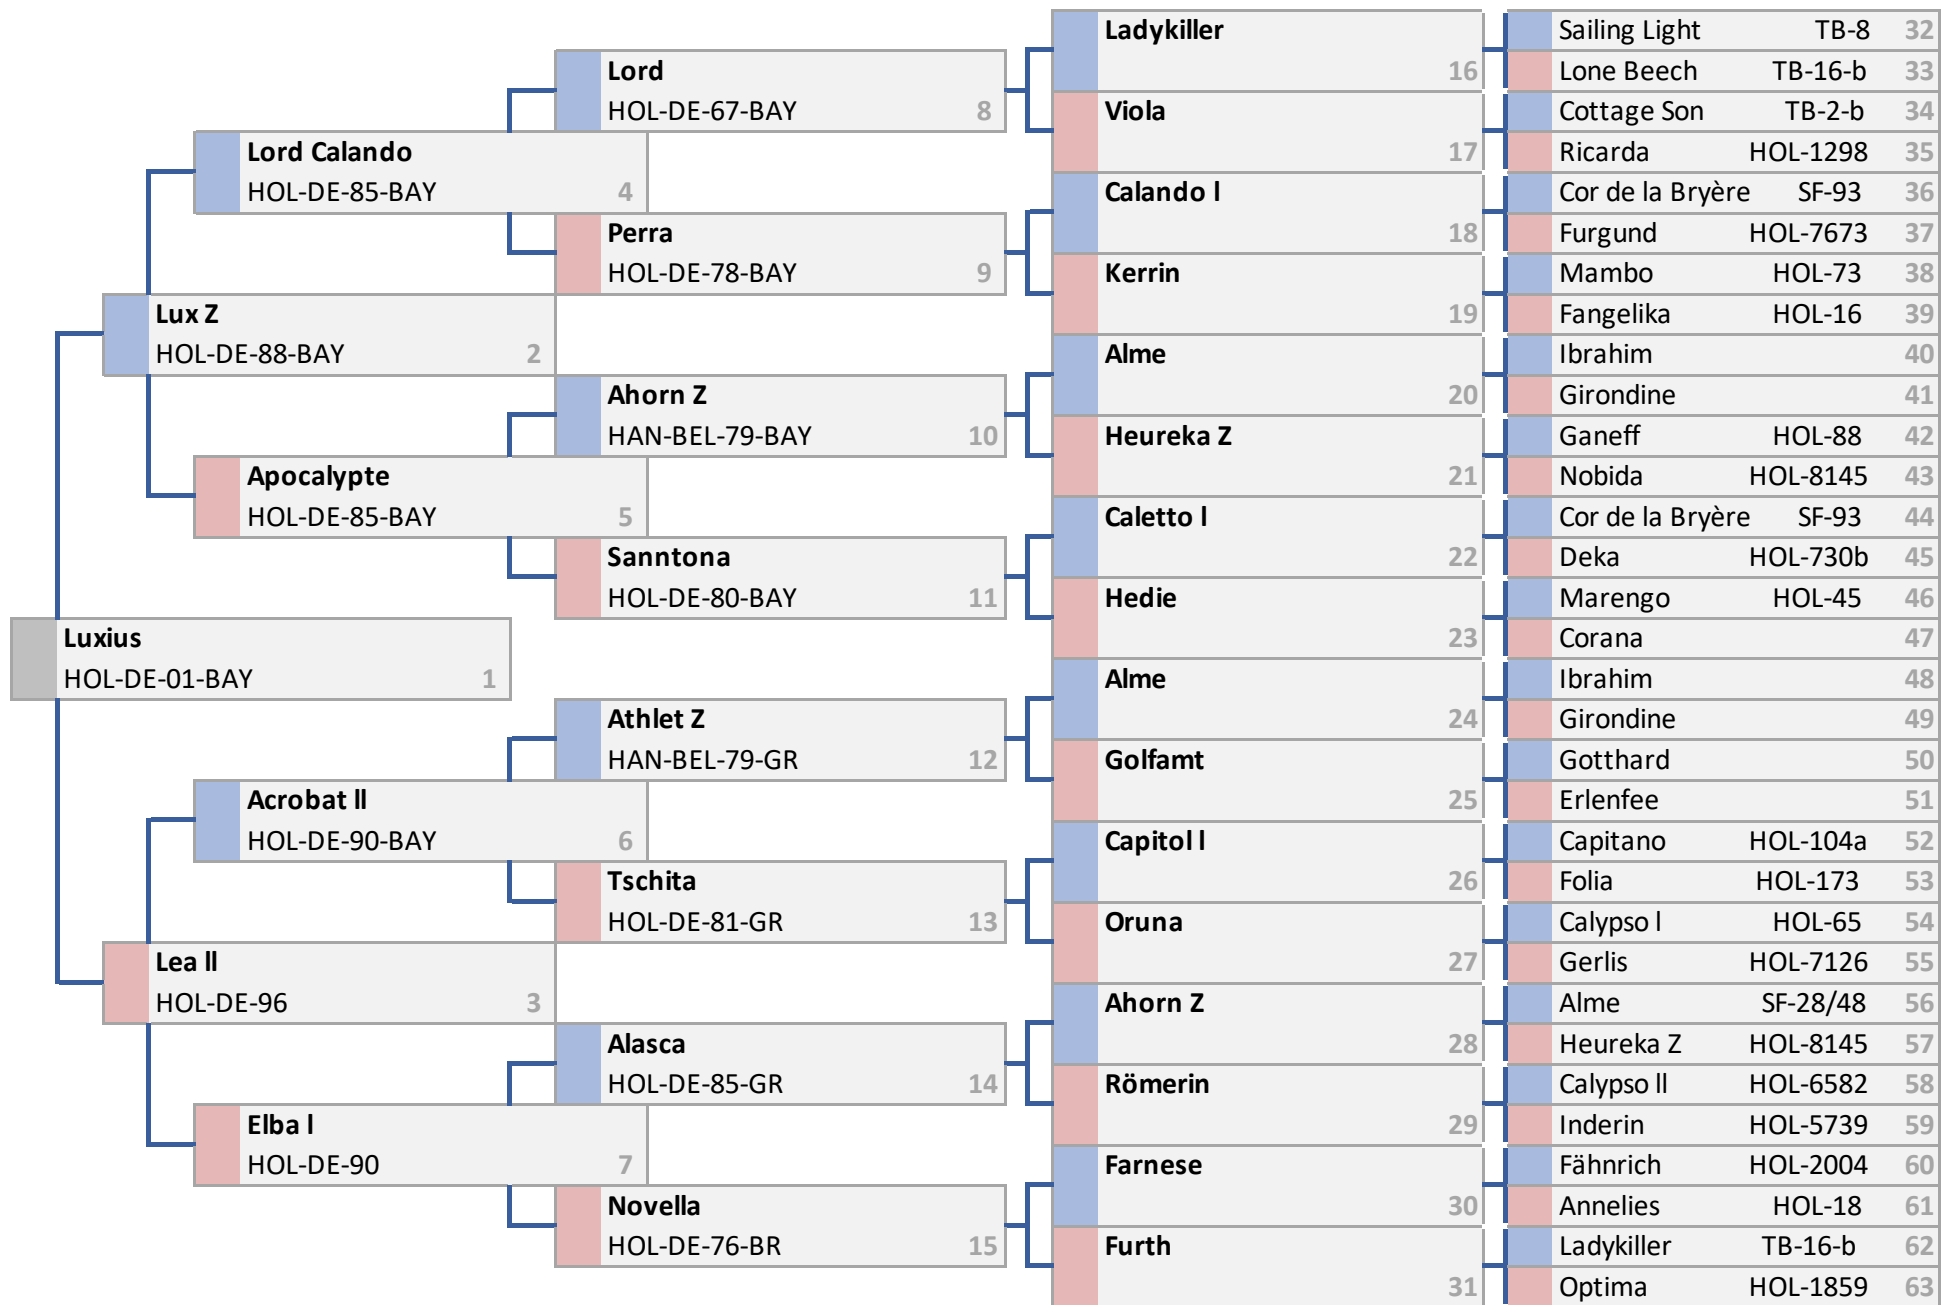 Luxius
HOL-DE-01-BAY 1
Lux Z
HOL-DE-88-BAY 2
Lea ll
HOL-DE-96 3
Lord Calando
HOL-DE-85-BAY 4
Apocalypte
HOL-DE-85-BAY 5
Acrobat ll
HOL-DE-90-BAY 6
Elba l
HOL-DE-90 7
Lord
HOL-DE-67-BAY 8
Perra
HOL-DE-78-BAY 9
Ahorn Z
HAN-BEL-79-BAY 10
Sanntona
HOL-DE-80-BAY 11
Athlet Z
HAN-BEL-79-GR 12
Tschita
HOL-DE-81-GR 13
Alasca
HOL-DE-85-GR 14
Novella
HOL-DE-76-BR 15
Ladykiller
16
Viola
17
Calando l
18
Kerrin
19
Alme
20
Heureka Z
21
Caletto l
22
Hedie
23
Alme
24
Golfamt
25
Capitol l
26
Oruna
27
Ahorn Z
28
Römerin
29
Farnese
30
Furth
31
Sailing Light TB-8 32
Lone Beech TB-16-b 33
Cottage Son TB-2-b 34
Ricarda HOL-1298 35
Cor de la Bryère SF-93 36
Furgund HOL-7673 37
Mambo HOL-73 38
Fangelika HOL-16 39
Ibrahim 40
Girondine 41
Ganeff HOL-88 42
Nobida HOL-8145 43
Cor de la Bryère SF-93 44
Deka HOL-730b 45
Marengo HOL-45 46
Corana 47
Ibrahim 48
Girondine 49
Gotthard 50
Erlenfee 51
Capitano HOL-104a 52
Folia HOL-173 53
Calypso l HOL-65 54
Gerlis HOL-7126 55
Alme SF-28/48 56
Heureka Z HOL-8145 57
Calypso ll HOL-6582 58
Inderin HOL-5739 59
Fähnrich HOL-2004 60
Annelies HOL-18 61
Ladykiller TB-16-b 62
Optima HOL-1859 63